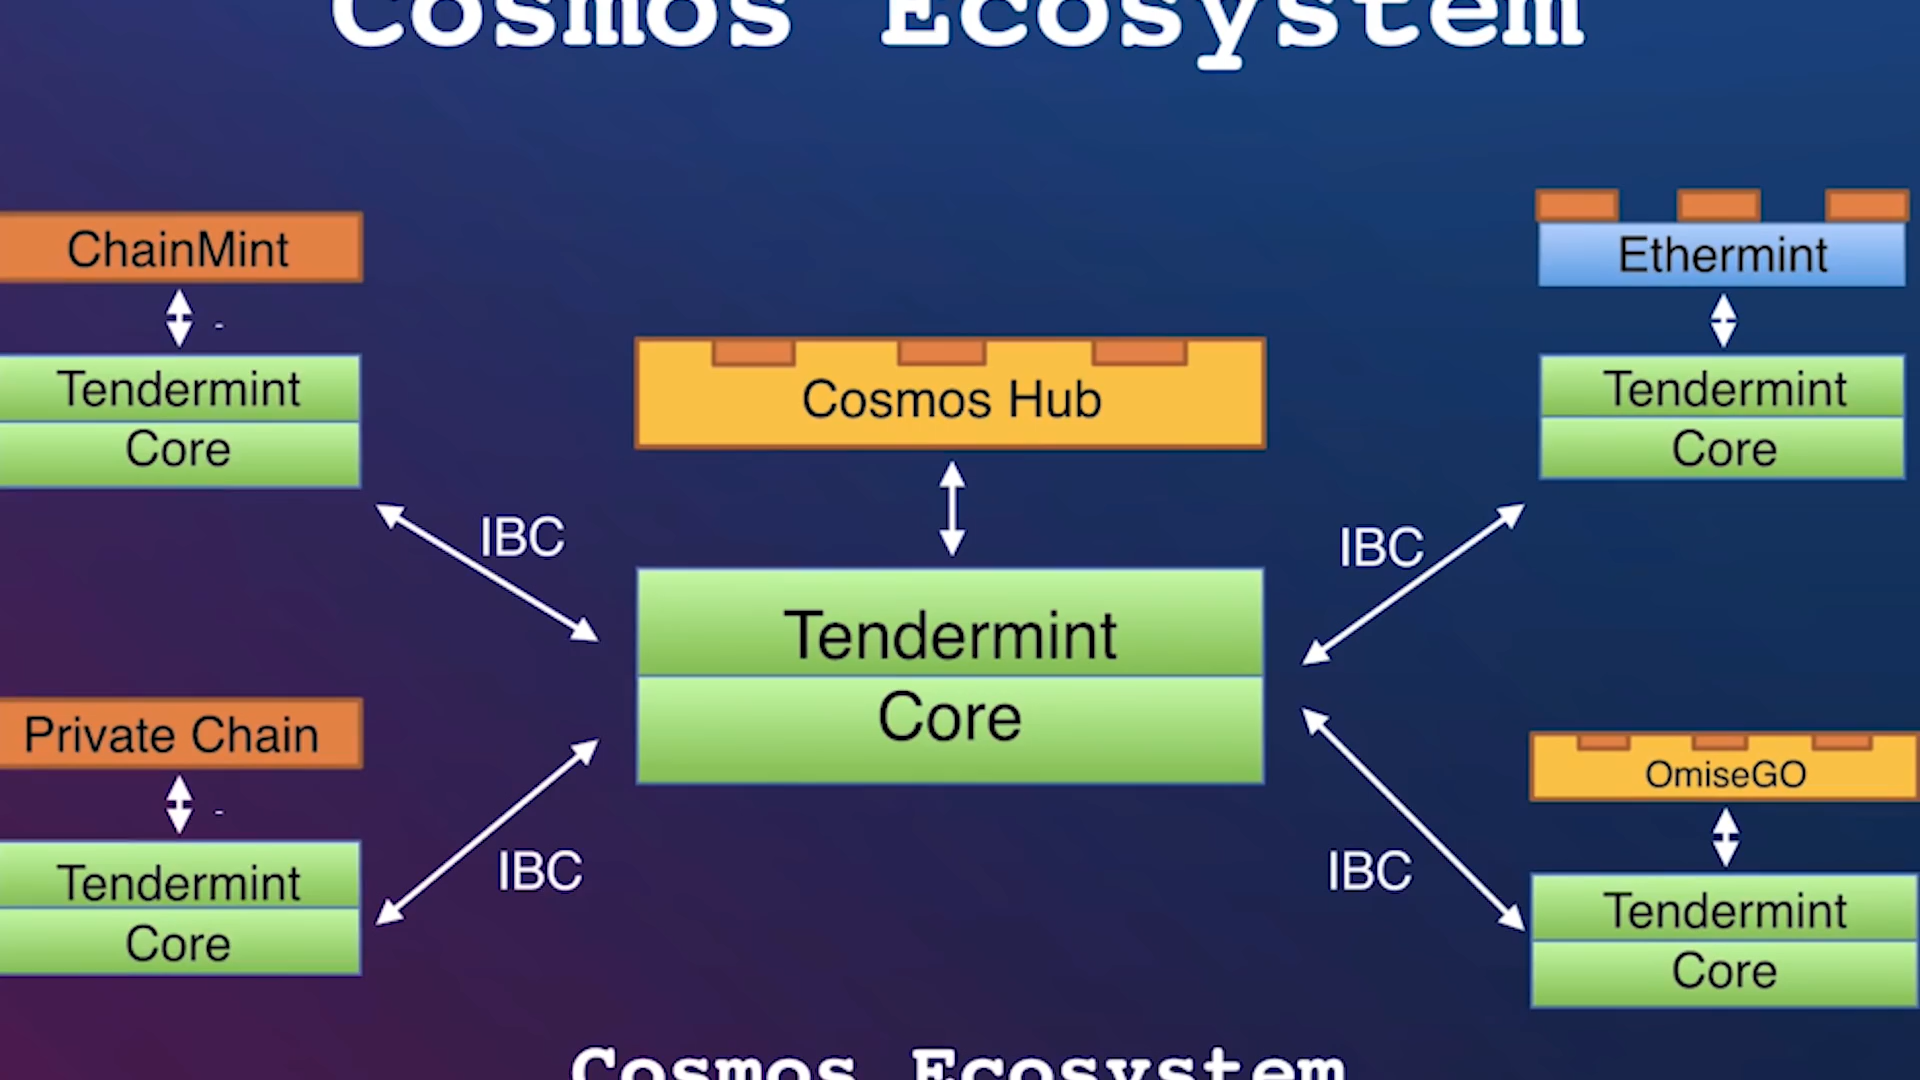 Cosmos Ecosystem
ChainMint
Tendermint
Core
Ethermint
Tendermint
Core
Cosmos Hub
Tendermint
Core
IBC
IBC
IBC
IBC
Private Chain
Tendermint
Core
OmiseGO
Tendermint
Core
Cosmos Ecosystem